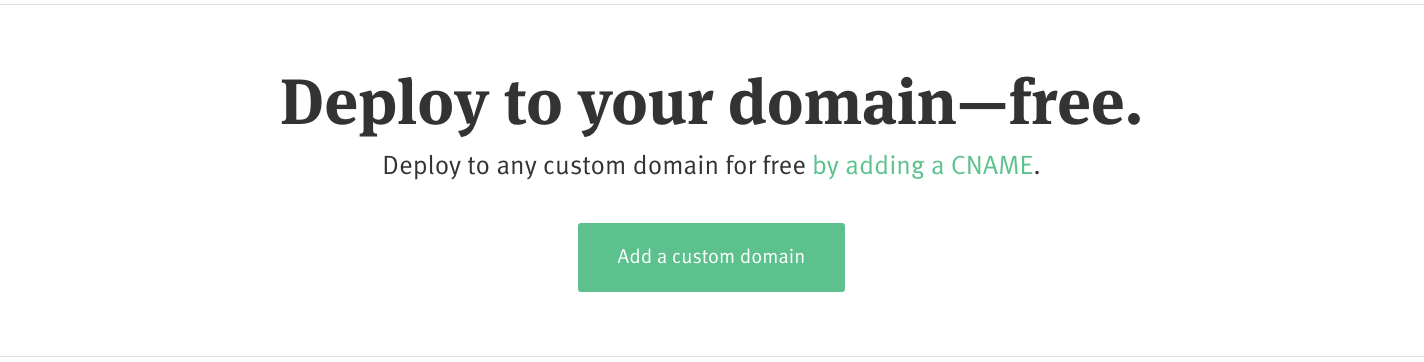 Deploy to your domain—free.
Deploy to any custom domain for free by adding a CNAME.
Add a custom domain